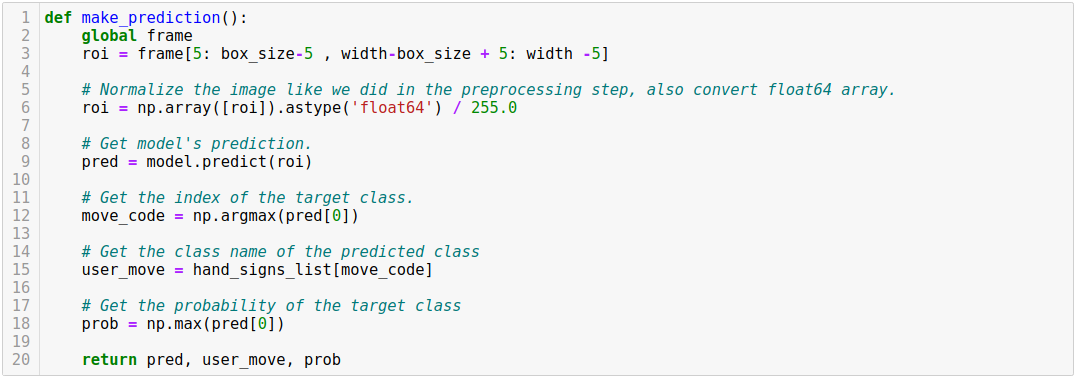 1 def make_prediction():
2     global frame
3     roi = frame[5: box_size-5 , width-box_size + 5: width -5]
4
5     # Normalize the image like we did in the preprocessing step, also convert float64 array.
6     roi = np.array([roi]).astype('float64') / 255.0
7
8     # Get model's prediction.
9     pred = model.predict(roi)
10
11     # Get the index of the target class.
12     move_code = np.argmax(pred[0])
13
14     # Get the class name of the predicted class
15     user_move = hand_signs_list[move_code]
16
17     # Get the probability of the target class
18     prob = np.max(pred[0])
19
20     return pred, user_move, prob